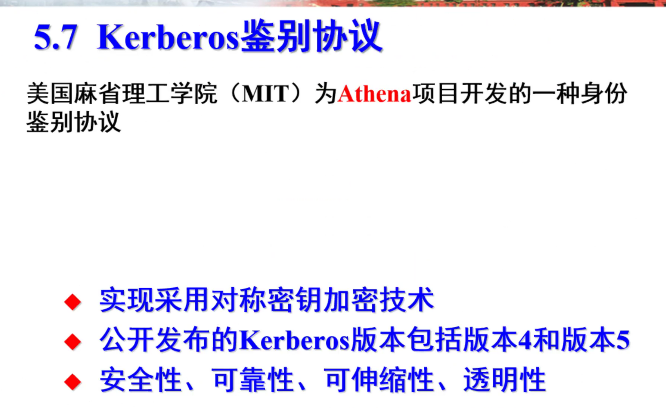 5.7 Kerberos鉴别协议
美国麻省理工学院（MIT）为Athena项目开发的一种身份
鉴别协议
◆ 实现采用对称密钥加密技术
◆ 公开发布的Kerberos版本包括版本4和版本5
◆ 安全性、可靠性、可伸缩性、透明性